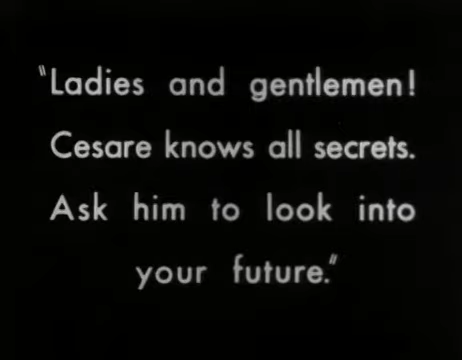 "Ladies and gentlemen!
Cesare knows all secrets.
Ask him to look into
your future."